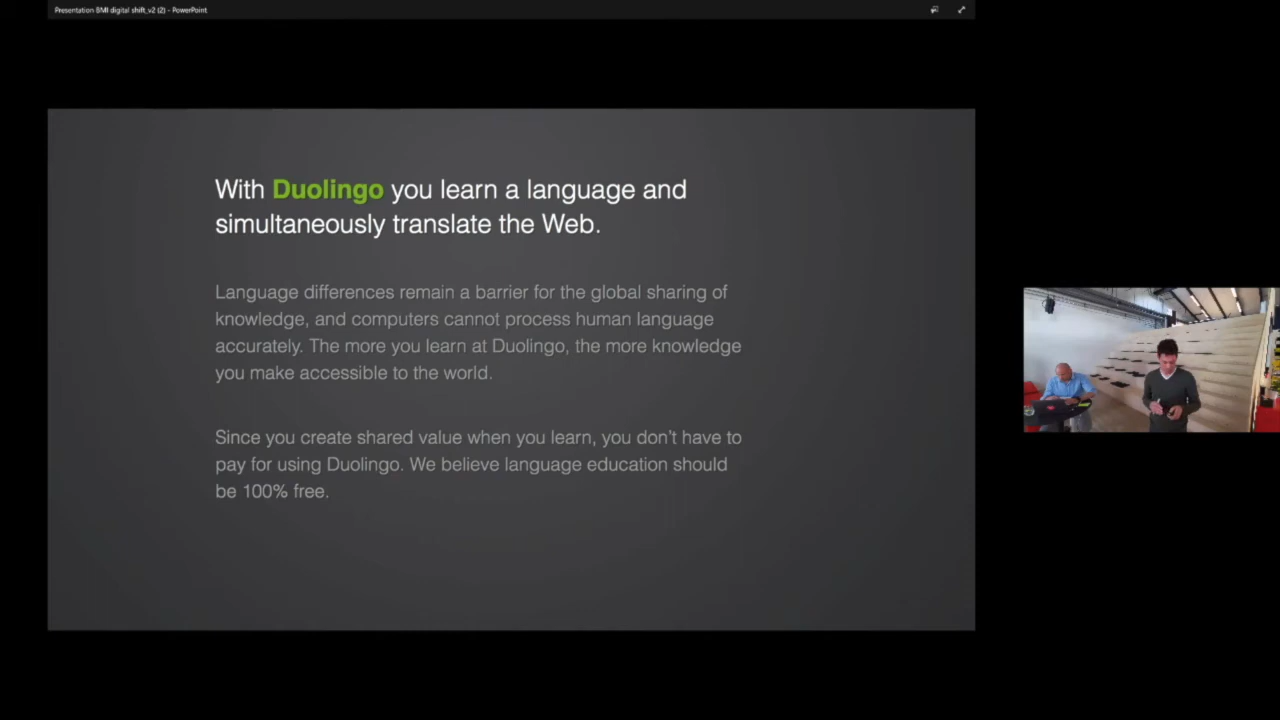 Presentation BMI digital shift_v2 (2) - PowerPoint
With Duolingo you learn a language and
simultaneously translate the Web.
Language differences remain a barrier for the global sharing of
knowledge, and computers cannot process human language
accurately. The more you learn at Duolingo, the more knowledge
you make accessible to the world.
Since you create shared value when you learn, you don't have to
pay for using Duolingo. We believe language education should
be 100% free.